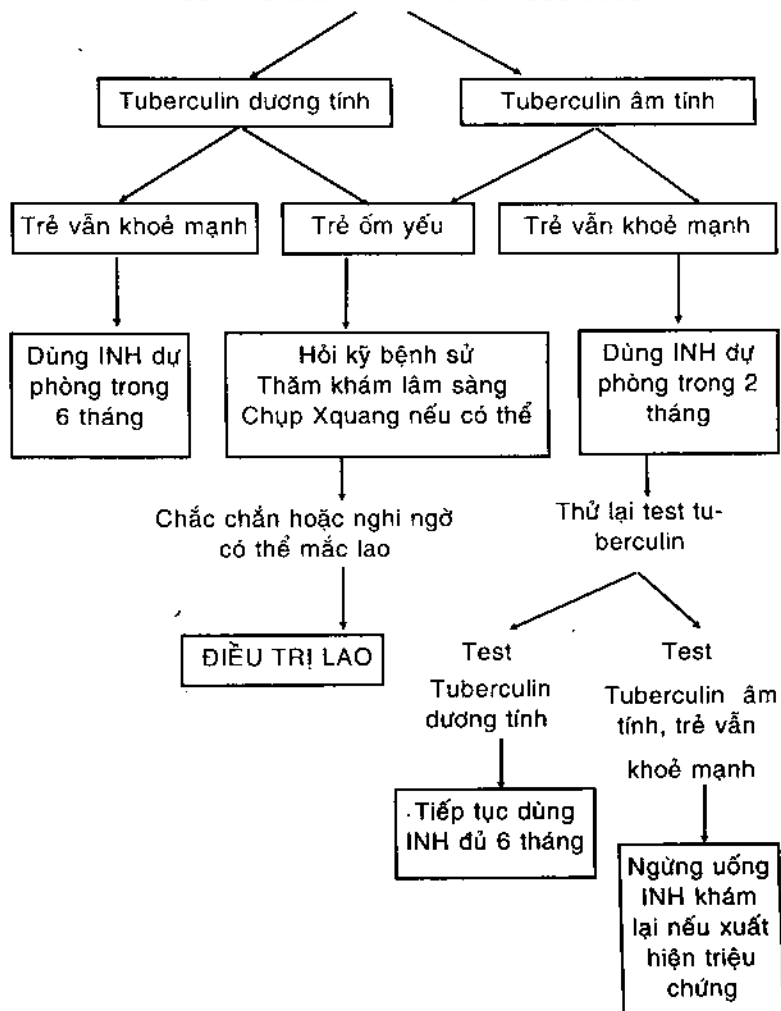 Tuberculin dương tính
Tuberculin âm tính
Trẻ vẫn khoẻ mạnh
Trẻ ốm yếu
Trẻ vẫn khoẻ mạnh
Dùng INH dự
phòng trong
6 tháng
Hỏi kỹ bệnh sử
Thăm khám lâm sàng
Chụp Xquang nếu có thể
Dùng INH dự
phòng trong 2
tháng
Chắc chắn hoặc nghi ngờ
có thể mắc lao
Thử lại test tu-
berculin
ĐIỀU TRỊ LAO
Test
Tuberculin
dương tính
Test
Tuberculin âm
tính, trẻ vẫn
khoẻ mạnh
Tiếp tục dùng
INH đủ 6 tháng
Ngừng uống
INH khám
lại nếu xuất
hiện triệu
chứng